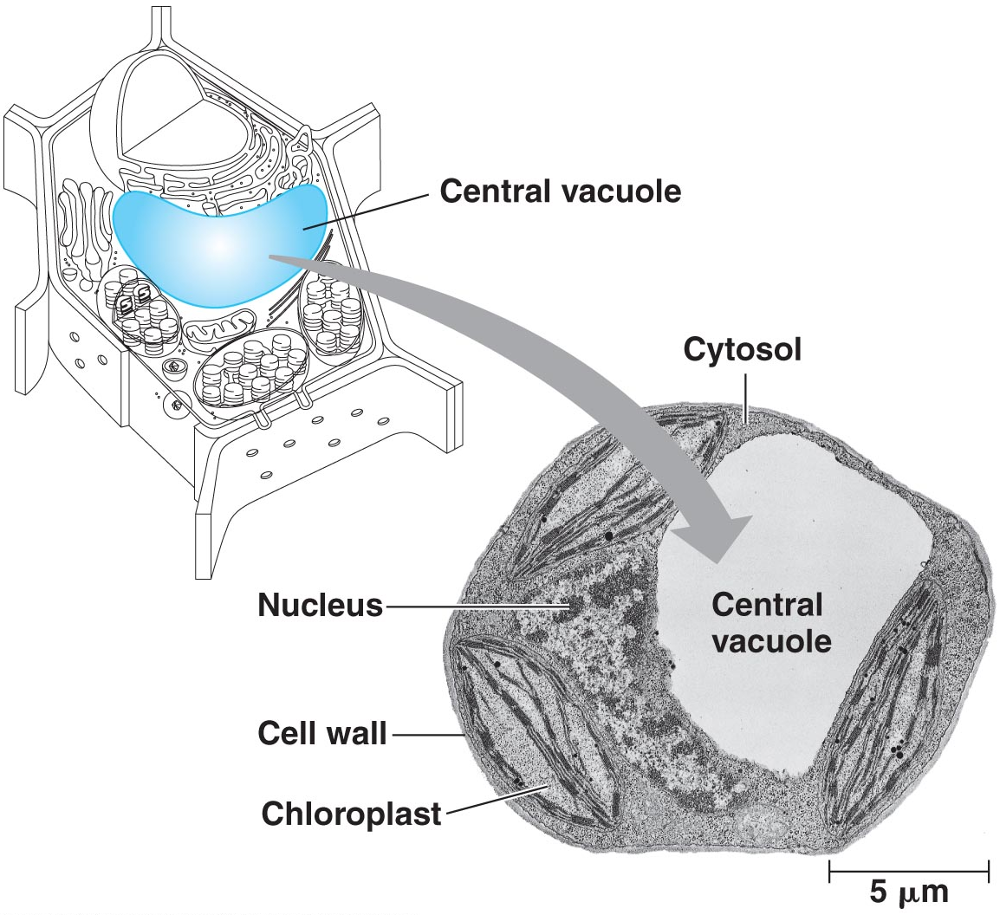 Central vacuole
Cytosol
Nucleus
Central
vacuole
Cell wall
Chloroplast
5 μm